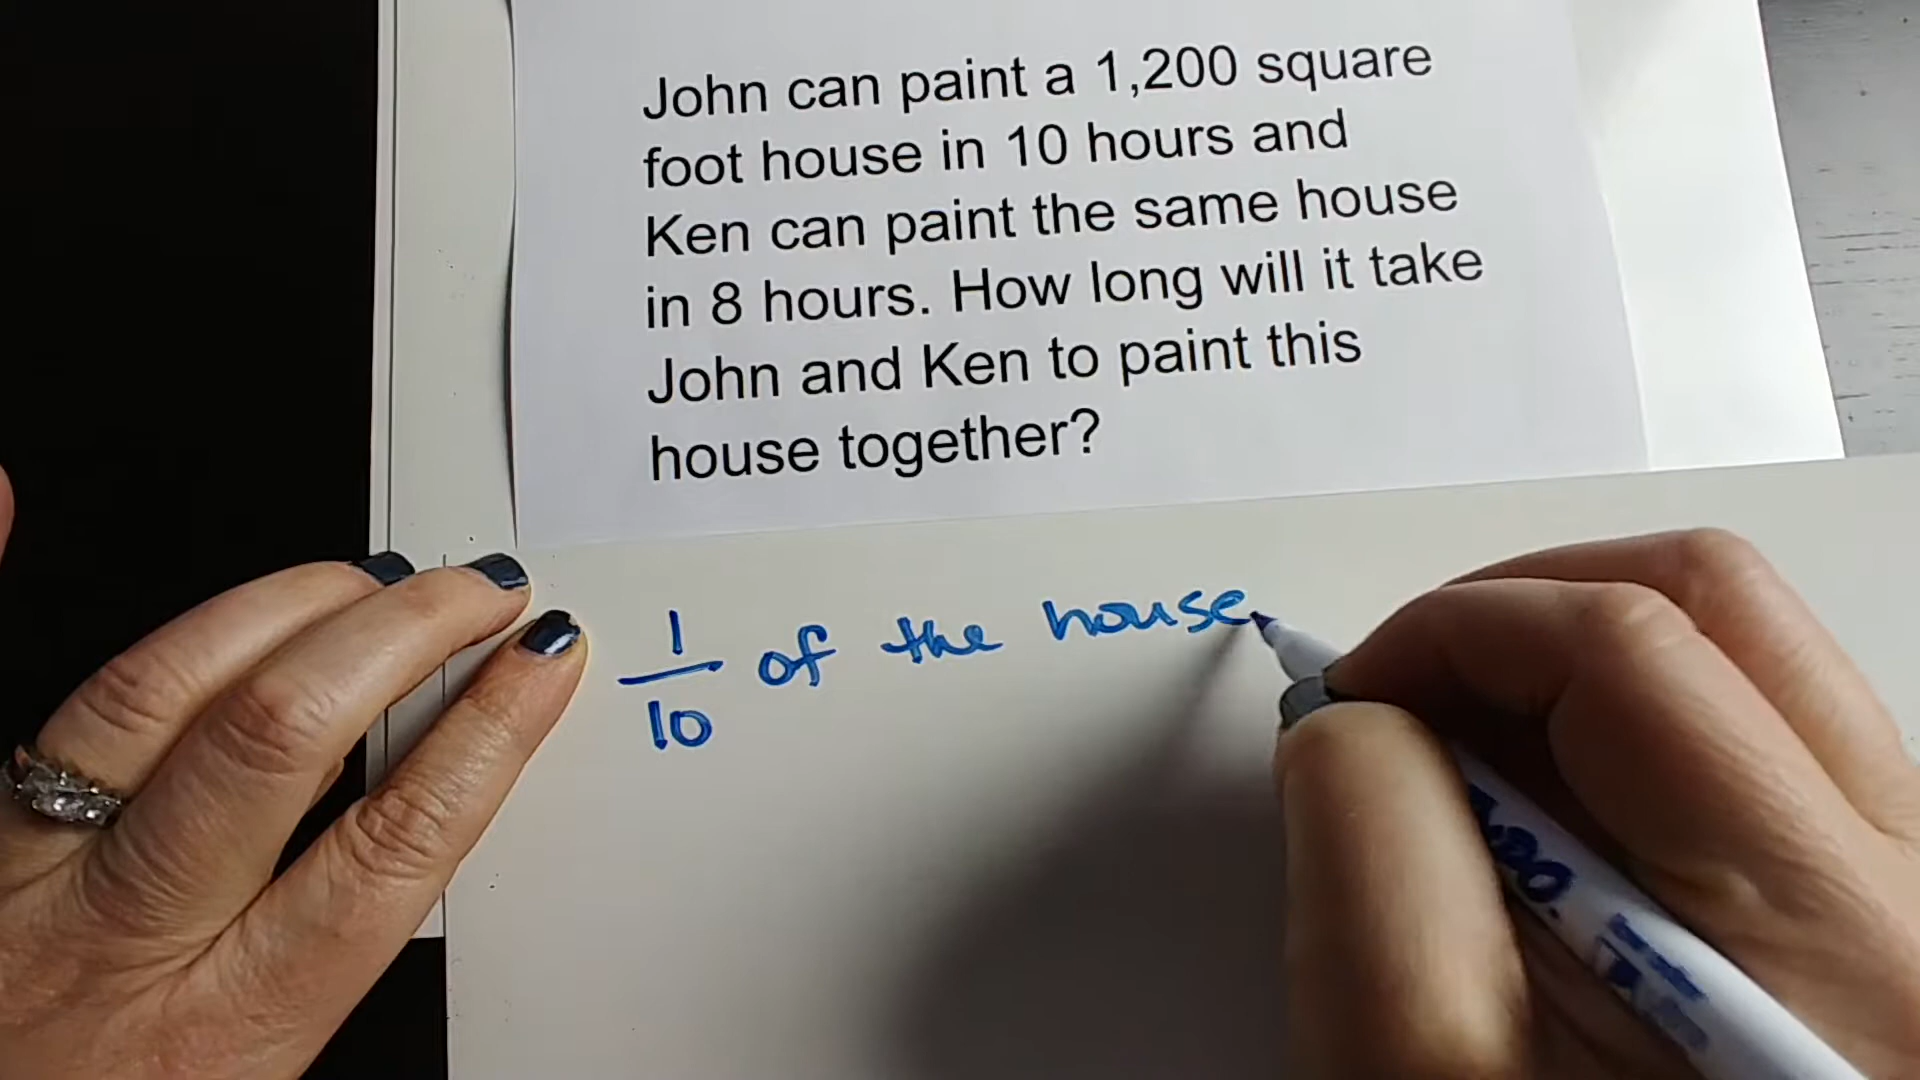 John can paint a 1,200 square
foot house in 10 hours and
Ken can paint the same house
in 8 hours. How long will it take
John and Ken to paint this
house together?
1
10
of the house